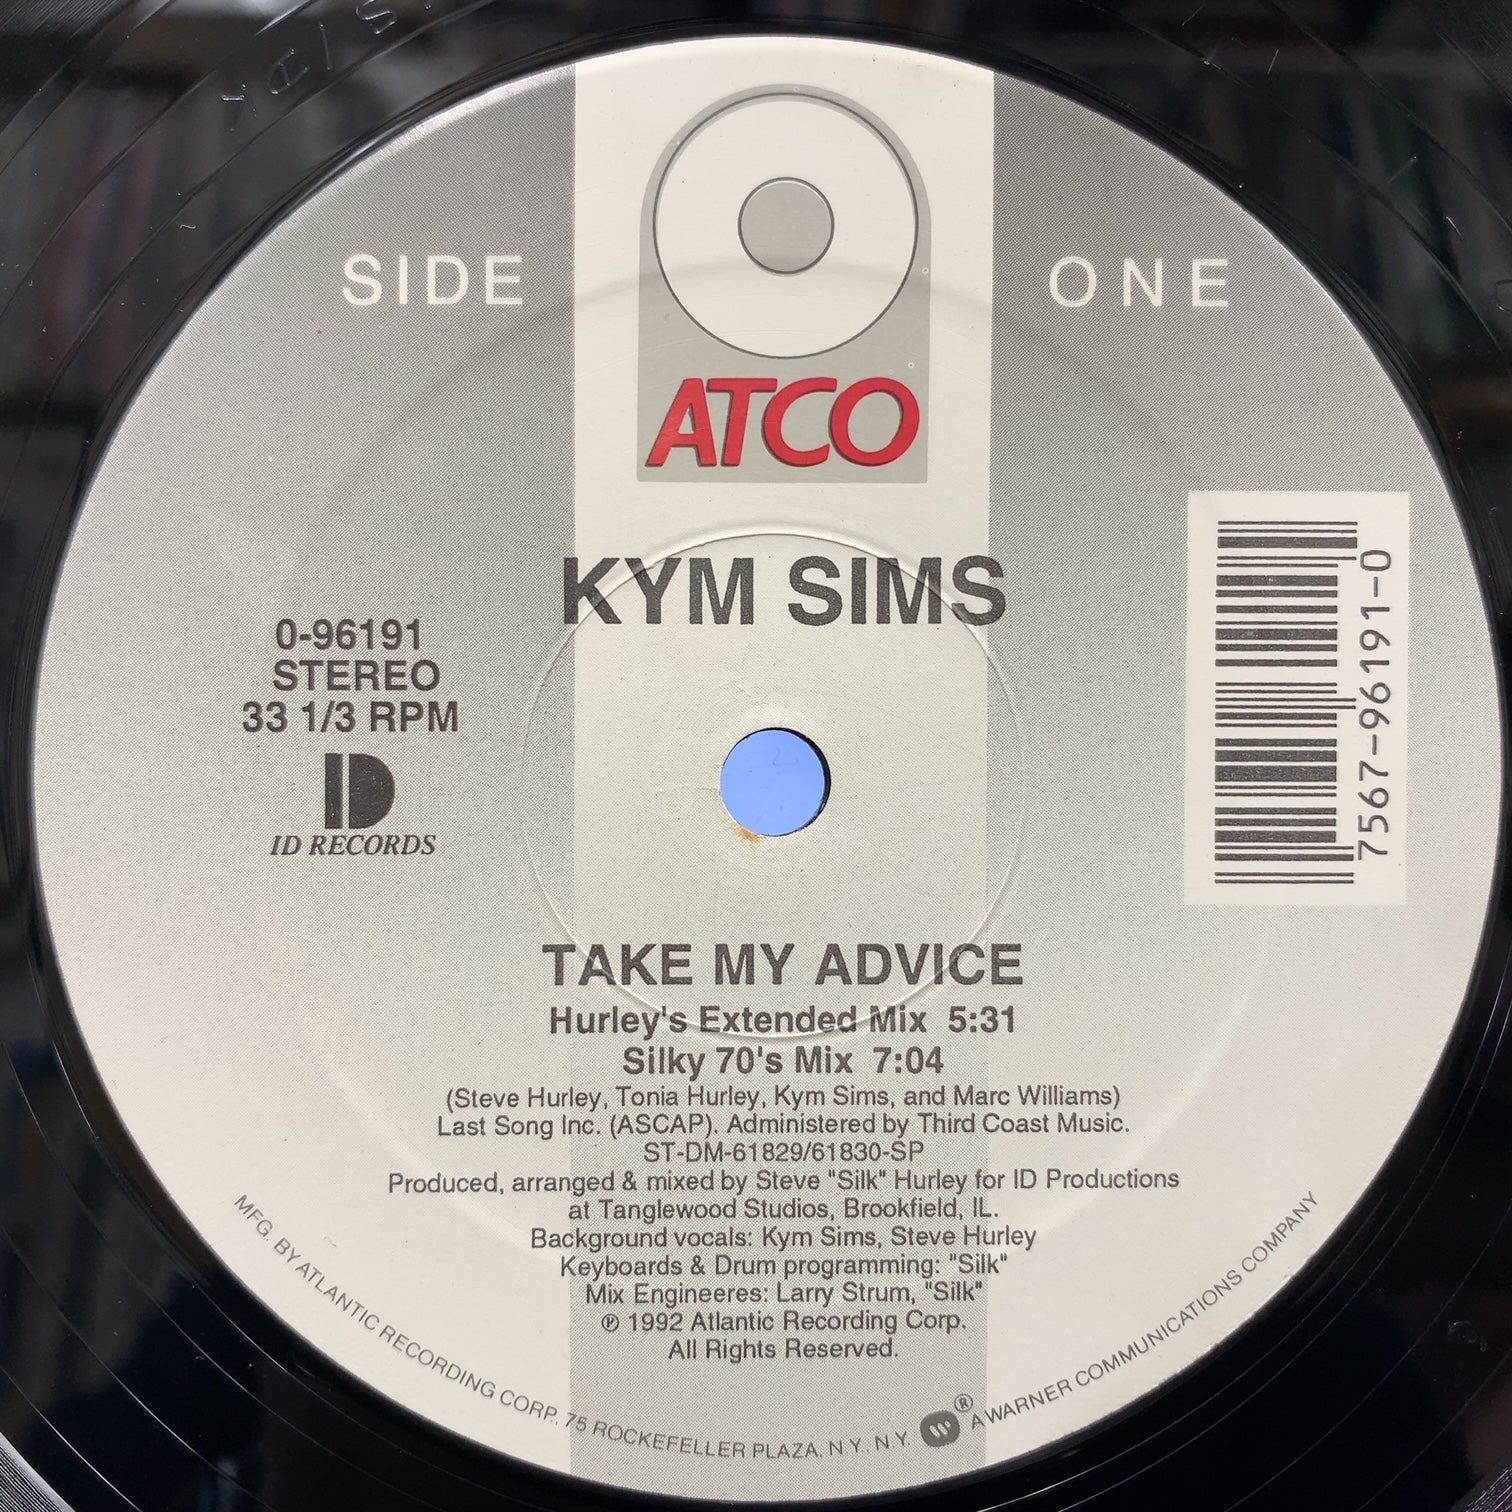 SIDE ONE
ATCO
KYM SIMS
0-96191
STEREO
33 1/3 RPM
ID
ID RECORDS
7567-96191-0
TAKE MY ADVICE
Hurley's Extended Mix 5:31
Silky 70's Mix 7:04
(Steve Hurley, Tonia Hurley, Kym Sims, and Marc Williams)
Last Song Inc. (ASCAP). Administered by Third Coast Music.
ST-DM-61829/61830-SP
Produced, arranged & mixed by Steve "Silk" Hurley for ID Productions
at Tanglewood Studios, Brookfield, IL.
Background vocals: Kym Sims, Steve Hurley
Keyboards & Drum programming: "Silk"
Mix Engineeres: Larry Strum, "Silk"
℗ 1992 Atlantic Recording Corp.
All Rights Reserved.
MFG. BY ATLANTIC RECORDING CORP., 75 ROCKEFELLER PLAZA, N.Y., N.Y. W® A WARNER COMMUNICATIONS COMPANY